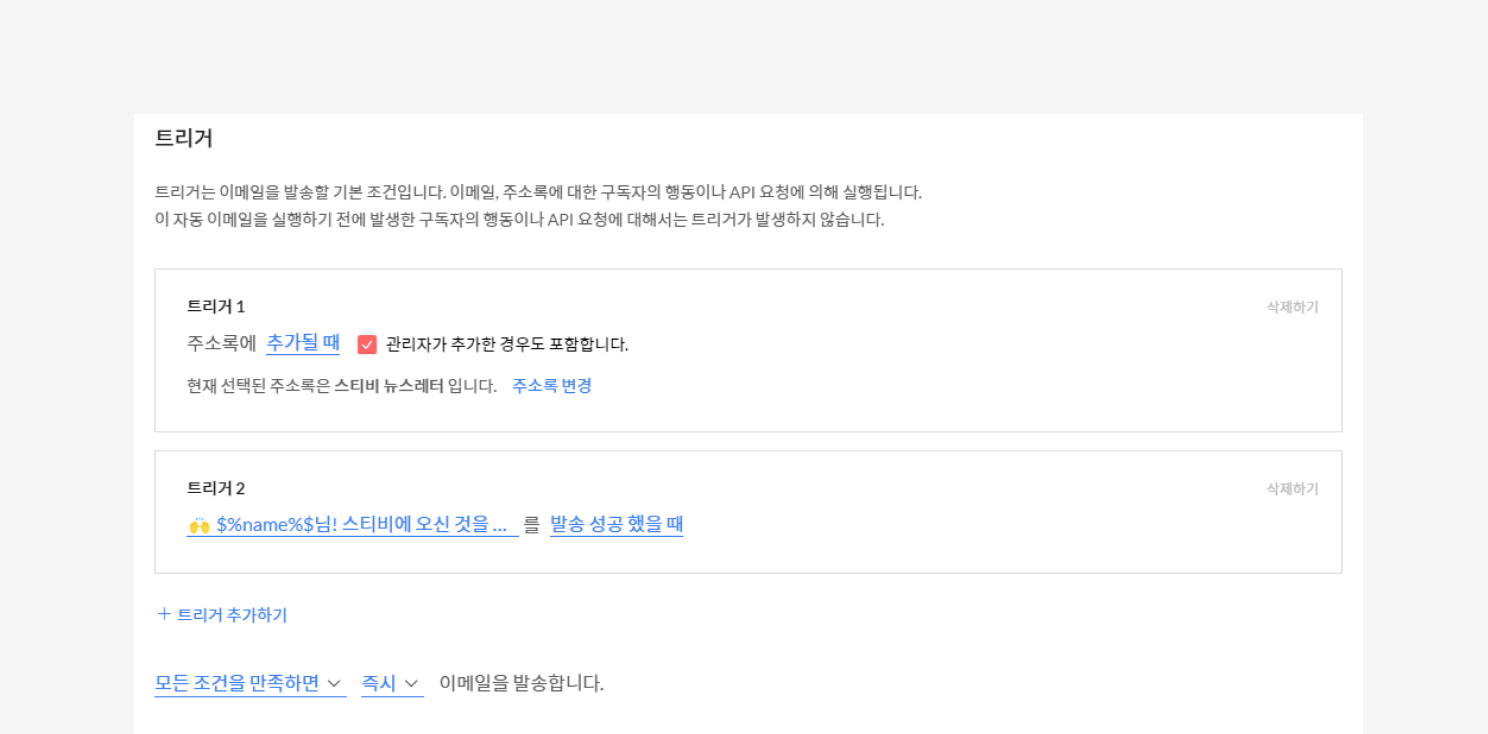 트리거
트리거는 이메일을 발송할 기본 조건입니다. 이메일, 주소록에 대한 구독자의 행동이나 API 요청에 의해 실행됩니다.
이 자동 이메일을 실행하기 전에 발생한 구독자의 행동이나 API 요청에 대해서는 트리거가 발생하지 않습니다.
트리거 1 삭제하기
주소록에 추가될 때 관리자가 추가한 경우도 포함합니다.
현재 선택된 주소록은 스티비 뉴스레터 입니다. 주소록 변경
트리거 2 삭제하기
🙌 $%name%$님! 스티비에 오신 것을 ... 를 발송 성공 했을 때
+ 트리거 추가하기
모든 조건을 만족하면 즉시 이메일을 발송합니다.